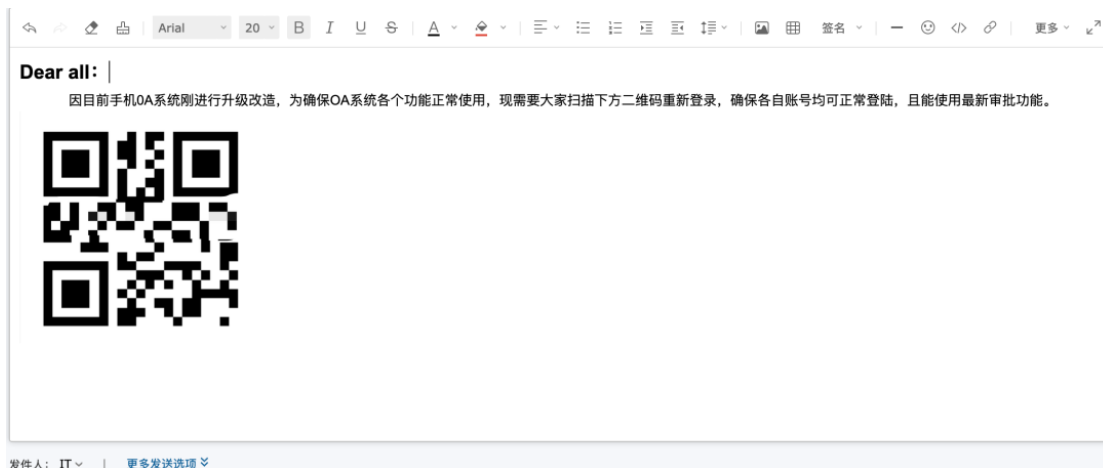 Arial 20 B I U S A 签名 更多
Dear all：
因目前手机0A系统刚进行升级改造，为确保OA系统各个功能正常使用，现需要大家扫描下方二维码重新登录，确保各自账号均可正常登陆，且能使用最新审批功能。
发件人： IT | 更多发送选项